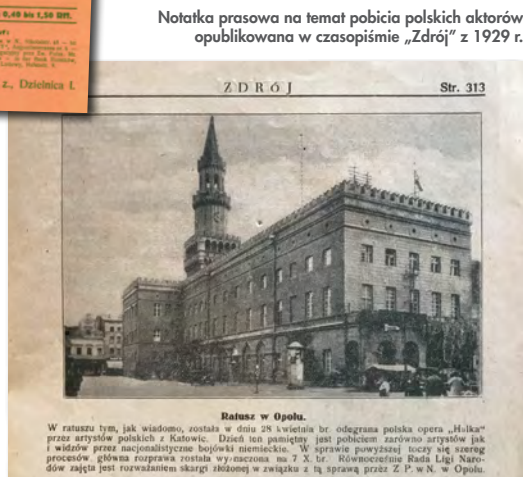 0,40 bis 1,50 Rm.
z., Dzielnica I.
Notatka prasowa na temat pobicia polskich aktorów
opublikowana w czasopiśmie „Zdrój” z 1929 r.
ZDRÓJ Str. 313
Ratusz w Opolu.
W ratuszu tym, jak wiadomo, została w dniu 28 kwietnia br. odegrana polska opera „Halka”
przez artystów polskich z Katowic. Dzień ten pamiętny jest pobiciem zarówno artystów jak
i widzów przez nacjonalistyczne bojówki niemieckie. W sprawie powyższej toczy się szereg
procesów. główna rozprawa została wyznaczona na 7 X. br. Równocześnie Rada Ligi Naro-
dów zajęta jest rozważaniem skargi złożonej w związku z tą sprawą przez Z. P. w N. w Opolu.